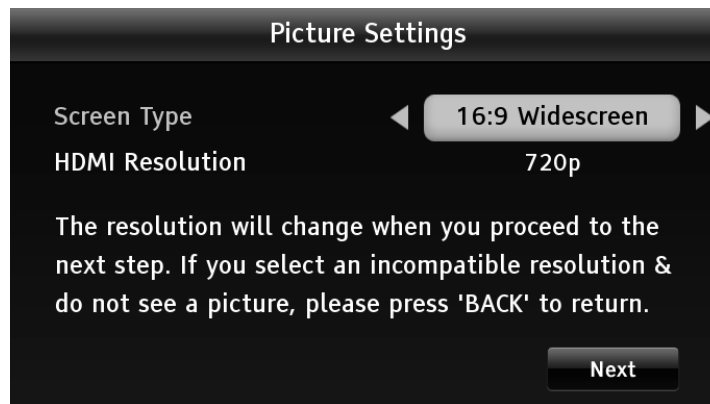 Picture Settings
Screen Type 16:9 Widescreen
HDMI Resolution 720p
The resolution will change when you proceed to the
next step. If you select an incompatible resolution &
do not see a picture, please press 'BACK' to return.
Next